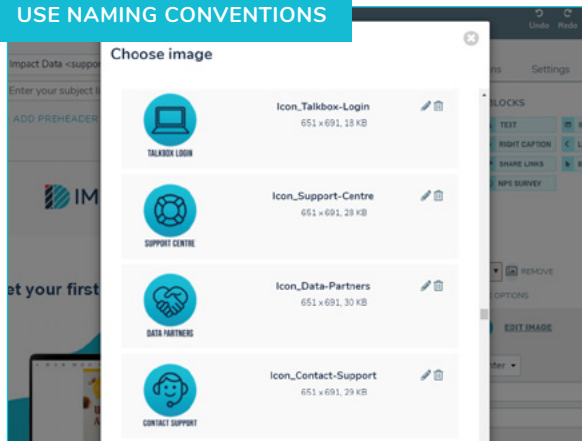 USE NAMING CONVENTIONS
Undo Redo
Choose image
Impact Data <suppor
ns Settings
Enter your subject li
ADD PREHEADER
BLOCKS
TEXT
RIGHT CAPTION
SHARE LINKS
NPS SURVEY
Icon_Talkbox-Login
651 x 691, 18 KB
TALKBOX LOGIN
IM
Icon_Support-Centre
651 x 691, 28 KB
SUPPORT CENTRE
REMOVE
OPTIONS
et your first
Icon_Data-Partners
651 x 691, 30 KB
DATA PARTNERS
EDIT IMAGE
nter
Icon_Contact-Support
651 x 691, 29 KB
CONTACT SUPPORT